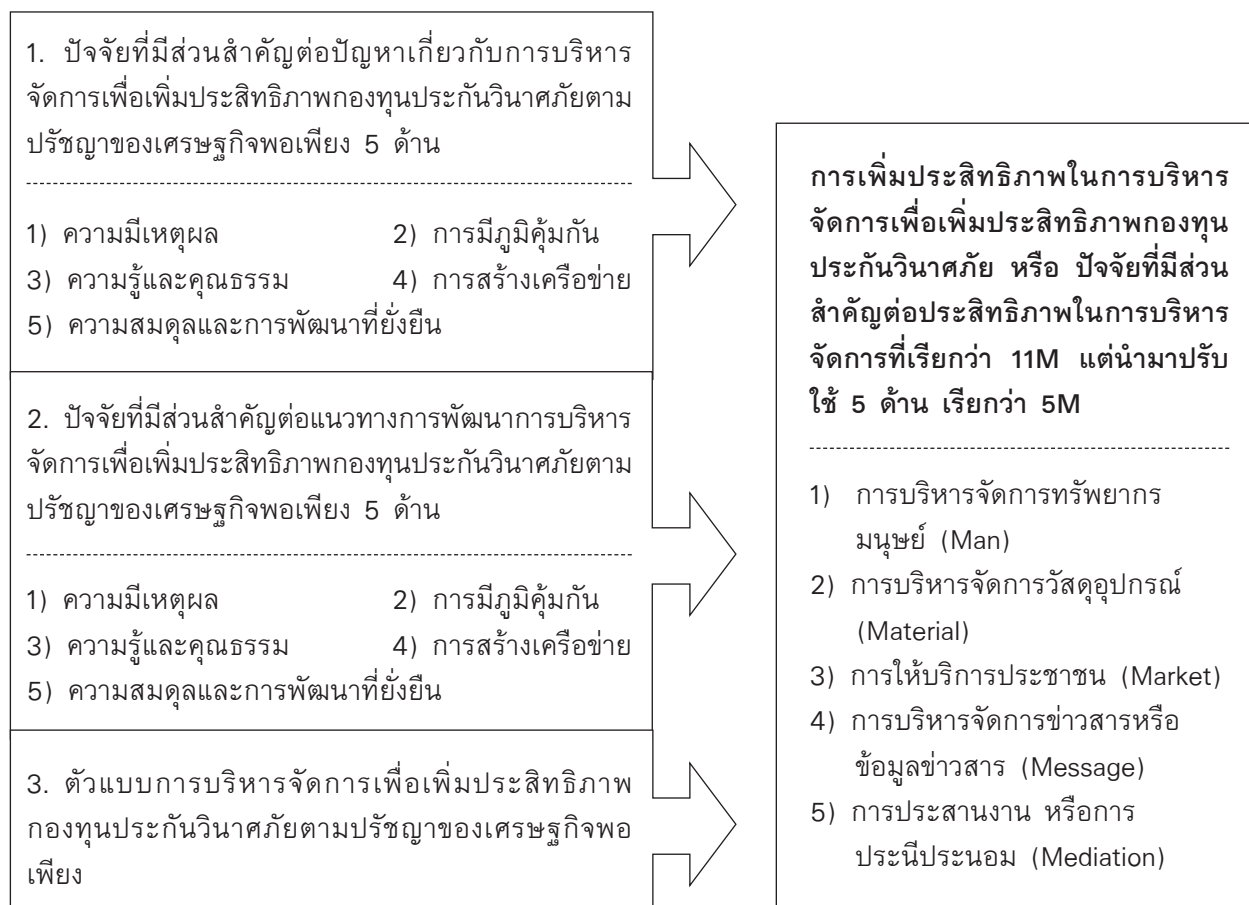 1. ปัจจัยที่มีส่วนสำคัญต่อปัญหาเกี่ยวกับการบริหาร
จัดการเพื่อเพิ่มประสิทธิภาพกองทุนประกันวินาศภัยตาม
ปรัชญาของเศรษฐกิจพอเพียง 5 ด้าน
1) ความมีเหตุผล 2) การมีภูมิคุ้มกัน
3) ความรู้และคุณธรรม 4) การสร้างเครือข่าย
5) ความสมดุลและการพัฒนาที่ยั่งยืน
2. ปัจจัยที่มีส่วนสำคัญต่อแนวทางการพัฒนาการบริหาร
จัดการเพื่อเพิ่มประสิทธิภาพกองทุนประกันวินาศภัยตาม
ปรัชญาของเศรษฐกิจพอเพียง 5 ด้าน
1) ความมีเหตุผล 2) การมีภูมิคุ้มกัน
3) ความรู้และคุณธรรม 4) การสร้างเครือข่าย
5) ความสมดุลและการพัฒนาที่ยั่งยืน
3. ตัวแบบการบริหารจัดการเพื่อเพิ่มประสิทธิภาพ
กองทุนประกันวินาศภัยตามปรัชญาของเศรษฐกิจพอ
เพียง
การเพิ่มประสิทธิภาพในการบริหาร
จัดการเพื่อเพิ่มประสิทธิภาพกองทุน
ประกันวินาศภัย หรือ ปัจจัยที่มีส่วน
สำคัญต่อประสิทธิภาพในการบริหาร
จัดการที่เรียกว่า 11M แต่นำมาปรับ
ใช้ 5 ด้าน เรียกว่า 5M
1) การบริหารจัดการทรัพยากร
มนุษย์ (Man)
2) การบริหารจัดการวัสดุอุปกรณ์
(Material)
3) การให้บริการประชาชน (Market)
4) การบริหารจัดการข่าวสารหรือ
ข้อมูลข่าวสาร (Message)
5) การประสานงาน หรือการ
ประนีประนอม (Mediation)